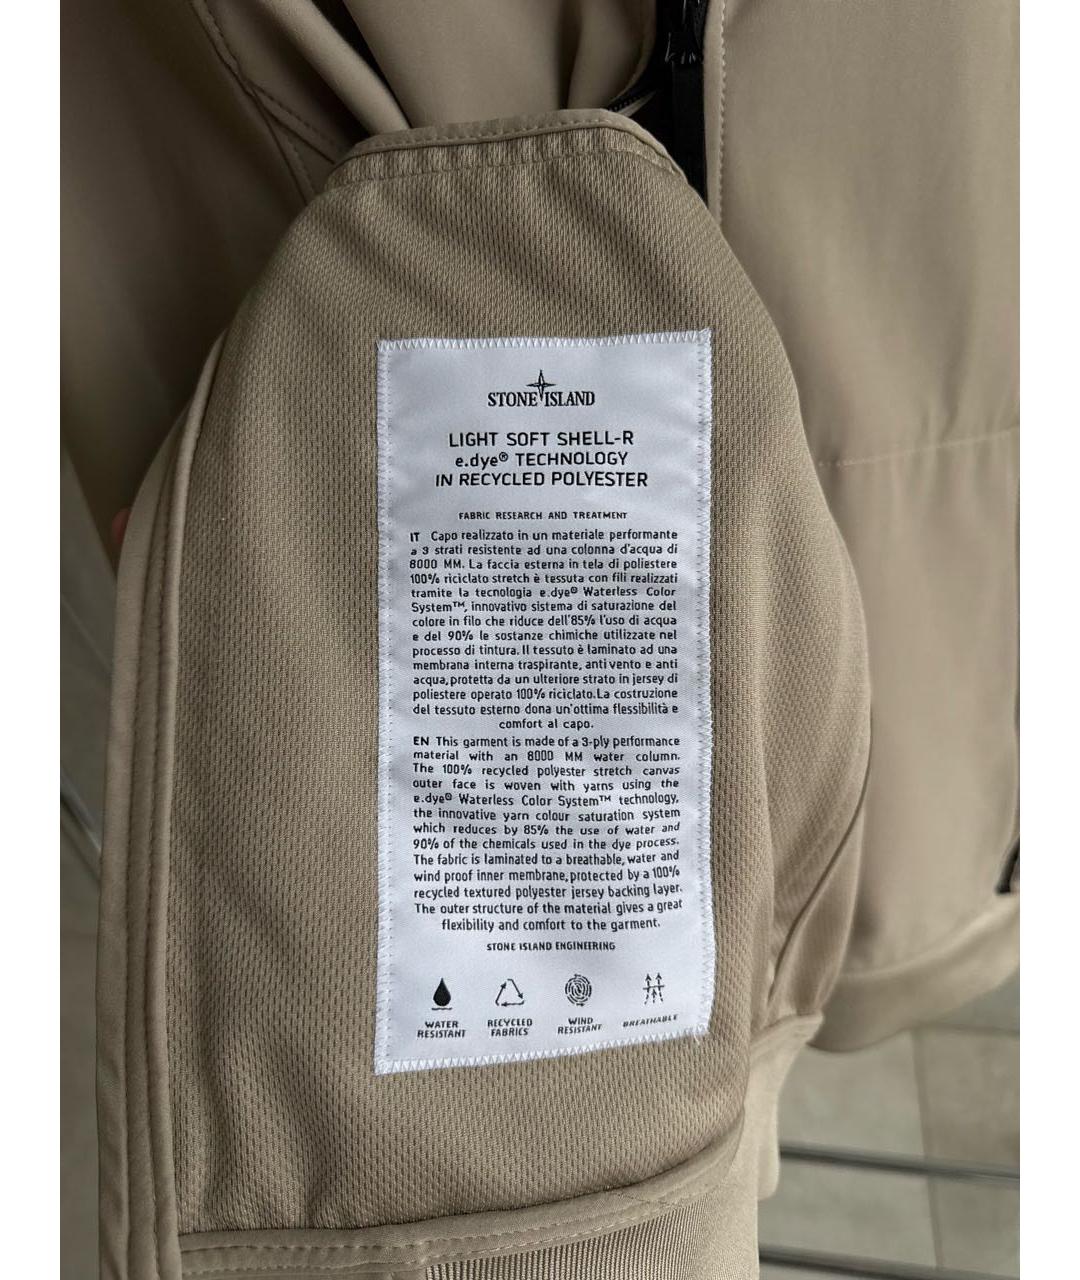 STONE ISLAND
LIGHT SOFT SHELL-R
e.dye® TECHNOLOGY
IN RECYCLED POLYESTER
FABRIC RESEARCH AND TREATMENT
IT Capo realizzato in un materiale performante
a 3 strati resistente ad una colonna d'acqua di
8000 MM. La faccia esterna in tela di poliestere
100% riciclato stretch è tessuta con fili realizzati
tramite la tecnologia e.dye® Waterless Color
System™, innovativo sistema di saturazione del
colore in filo che riduce dell'85% l'uso di acqua
e del 90% le sostanze chimiche utilizzate nel
processo di tintura. Il tessuto è laminato ad una
membrana interna traspirante, anti vento e anti
acqua, protetta da un ulteriore strato in jersey di
poliestere operato 100% riciclato. La costruzione
del tessuto esterno dona un'ottima flessibilità e
comfort al capo.
EN This garment is made of a 3-ply performance
material with an 8000 MM water column.
The 100% recycled polyester stretch canvas
outer face is woven with yarns using the
e.dye® Waterless Color System™ technology,
the innovative yarn colour saturation system
which reduces by 85% the use of water and
90% of the chemicals used in the dye process.
The fabric is laminated to a breathable, water and
wind proof inner membrane, protected by a 100%
recycled textured polyester jersey backing layer.
The outer structure of the material gives a great
flexibility and comfort to the garment.
STONE ISLAND ENGINEERING
WATER RESISTANT
RECYCLED FABRICS
WIND RESISTANT
BREATHABLE